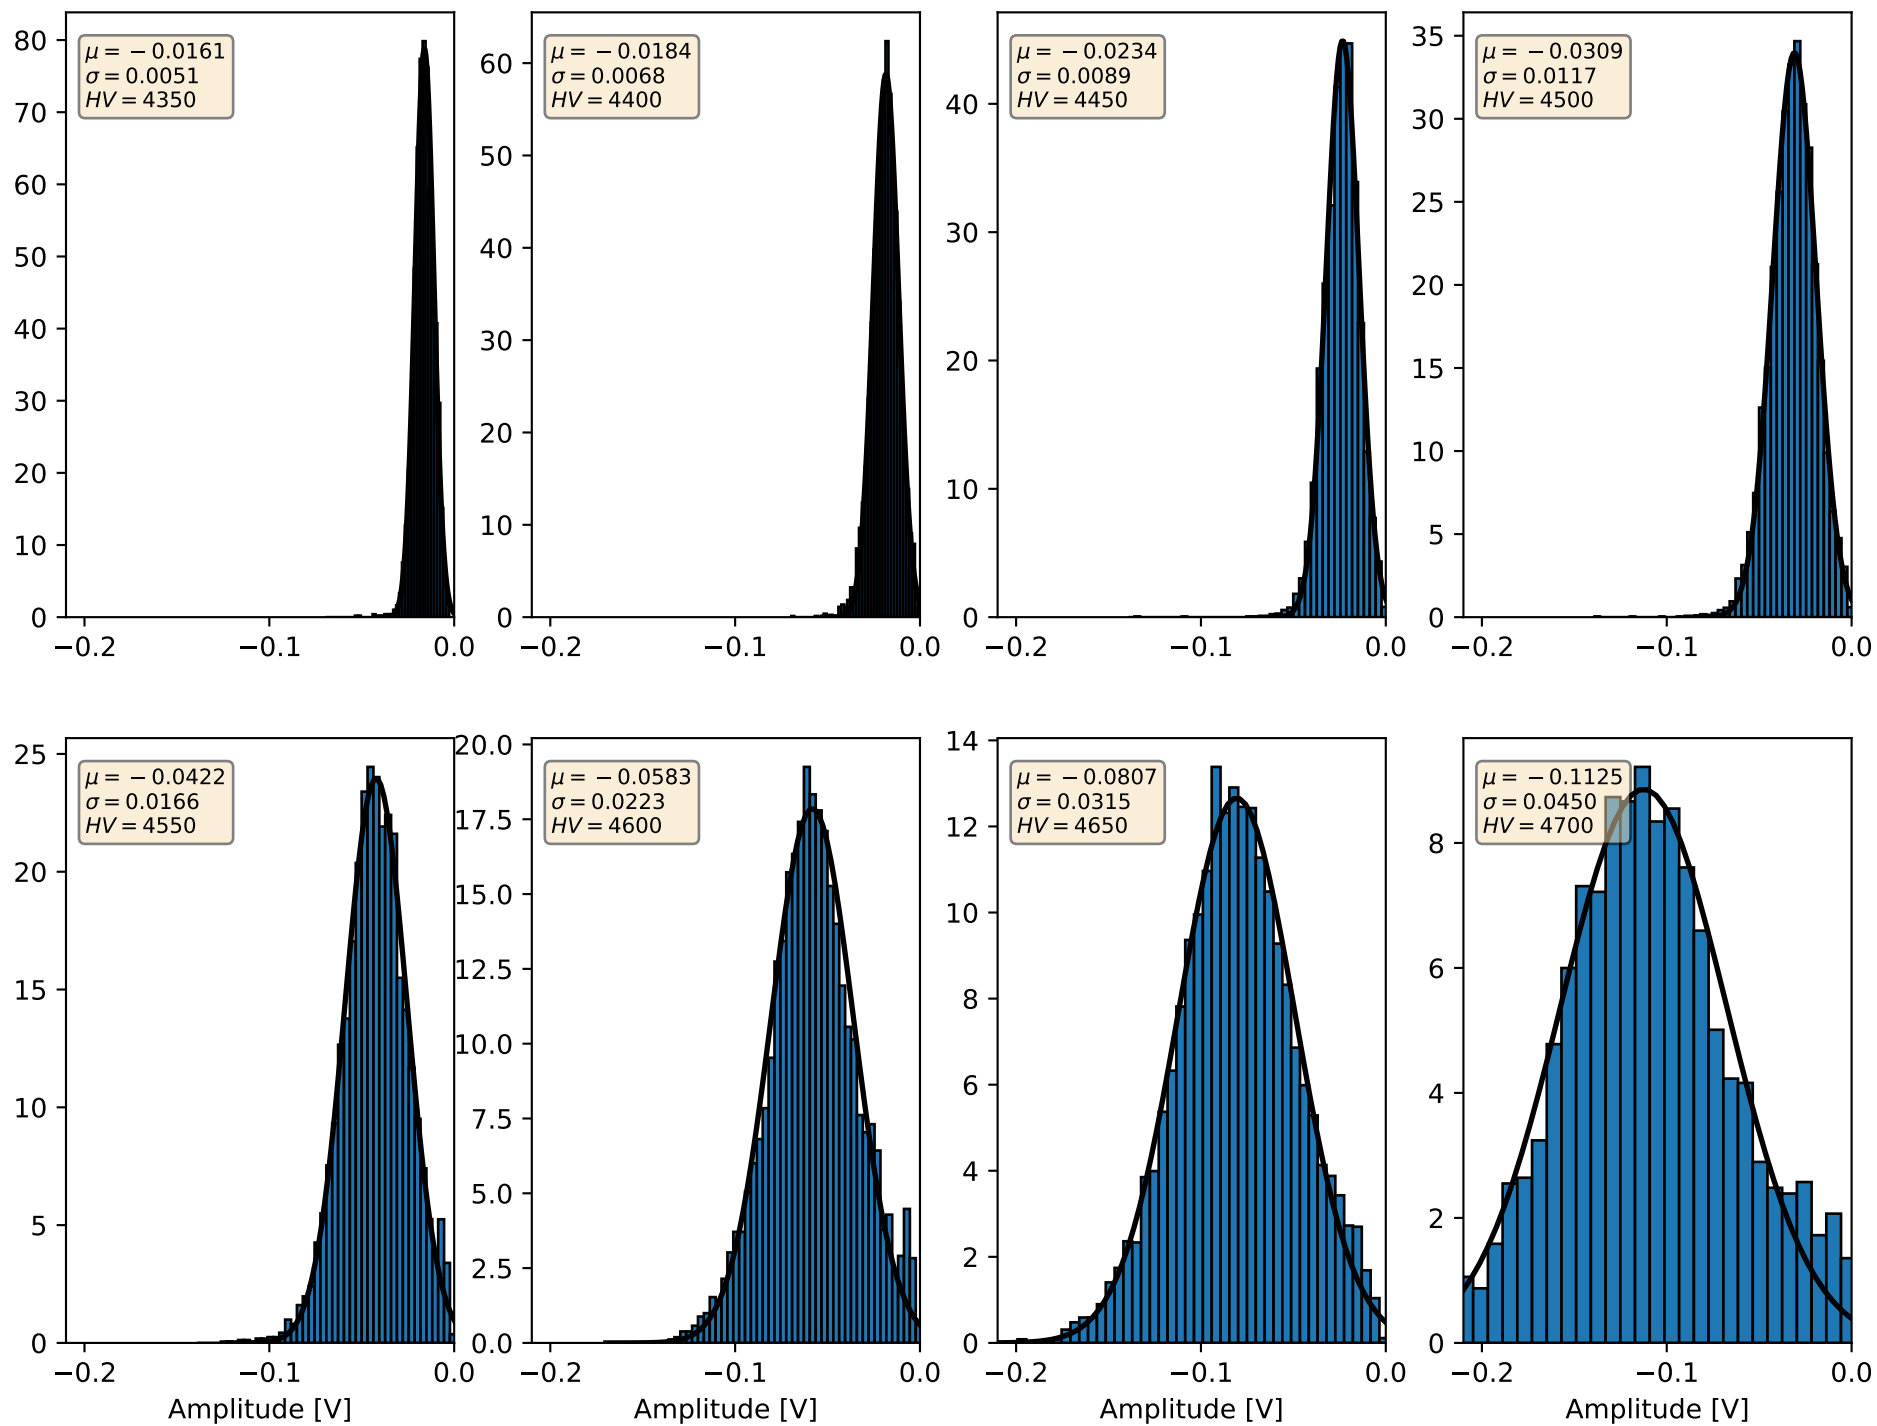 80
70
60
50
40
30
20
10
0
−0.2 −0.1 0.0
μ = − 0.0161
σ = 0.0051
HV = 4350
60
50
40
30
20
10
0
−0.2 −0.1 0.0
μ = − 0.0184
σ = 0.0068
HV = 4400
40
30
20
10
0
−0.2 −0.1 0.0
μ = − 0.0234
σ = 0.0089
HV = 4450
35
30
25
20
15
10
5
0
−0.2 −0.1 0.0
μ = − 0.0309
σ = 0.0117
HV = 4500
25
20
15
10
5
0
−0.2 −0.1 0.0
μ = − 0.0422
σ = 0.0166
HV = 4550
Amplitude [V]
20.0
17.5
15.0
12.5
10.0
7.5
5.0
2.5
0.0
−0.2 −0.1 0.0
μ = − 0.0583
σ = 0.0223
HV = 4600
Amplitude [V]
14
12
10
8
6
4
2
0
−0.2 −0.1 0.0
μ = − 0.0807
σ = 0.0315
HV = 4650
Amplitude [V]
8
6
4
2
0
−0.2 −0.1 0.0
μ = − 0.1125
σ = 0.0450
HV = 4700
Amplitude [V]